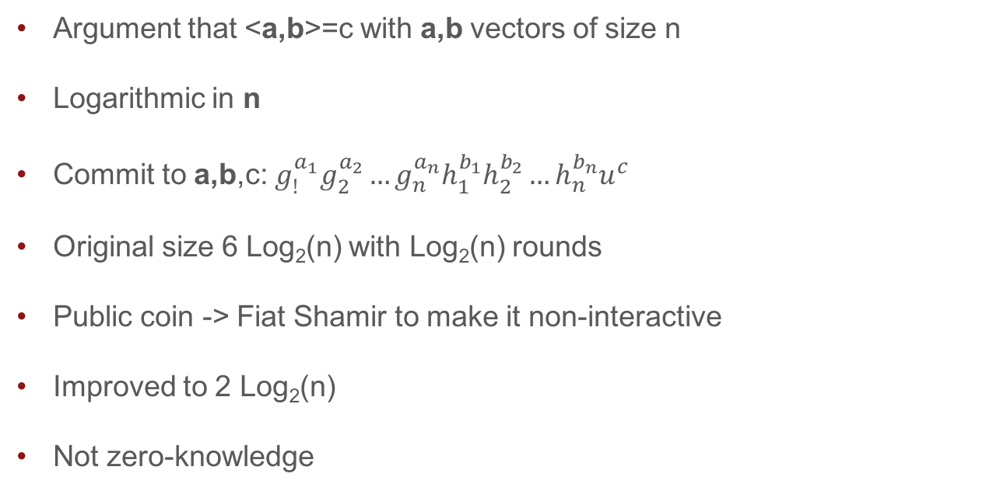 • Argument that <a,b>=c with a,b vectors of size n
• Logarithmic in n
• Commit to a,b,c: g_!^{a_1} g_2^{a_2} … g_n^{a_n} h_1^{b_1} h_2^{b_2} … h_n^{b_n} u^c
• Original size 6 Log₂(n) with Log₂(n) rounds
• Public coin -> Fiat Shamir to make it non-interactive
• Improved to 2 Log₂(n)
• Not zero-knowledge